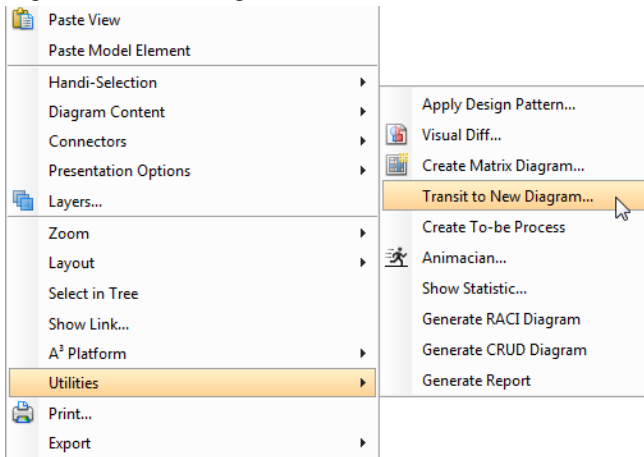 Paste View
Paste Model Element
Handi-Selection
Diagram Content
Connectors
Presentation Options
Layers...
Zoom
Layout
Select in Tree
Show Link...
A³ Platform
Utilities
Print...
Export
Apply Design Pattern...
Visual Diff...
Create Matrix Diagram...
Transit to New Diagram...
Create To-be Process
Animacian...
Show Statistic...
Generate RACI Diagram
Generate CRUD Diagram
Generate Report